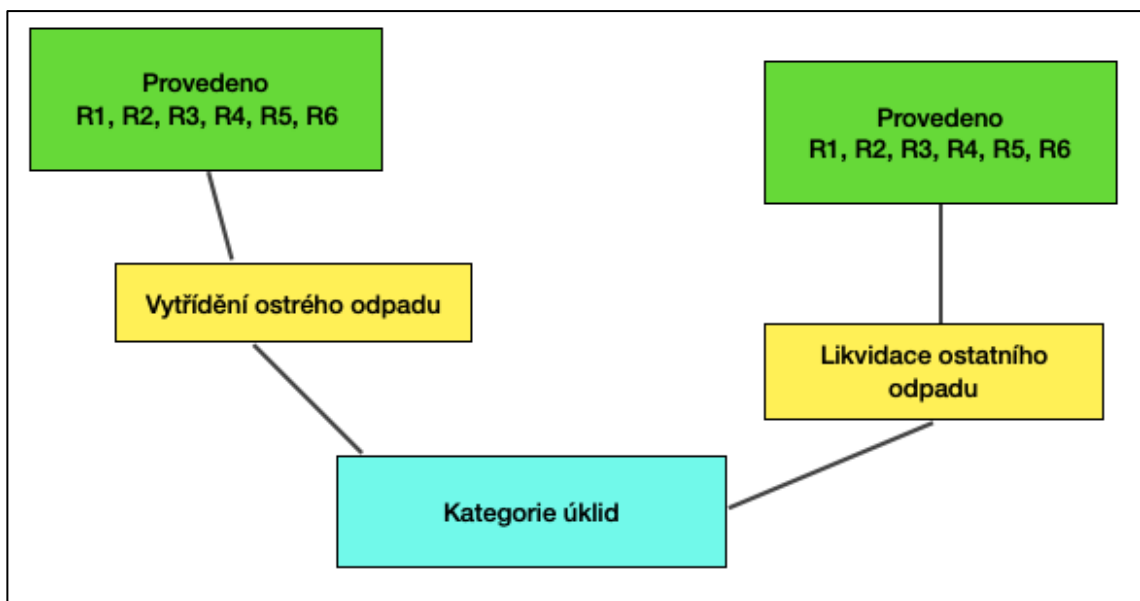 Provedeno
R1, R2, R3, R4, R5, R6
Provedeno
R1, R2, R3, R4, R5, R6
Vytřídění ostrého odpadu
Likvidace ostatního
odpadu
Kategorie úklid